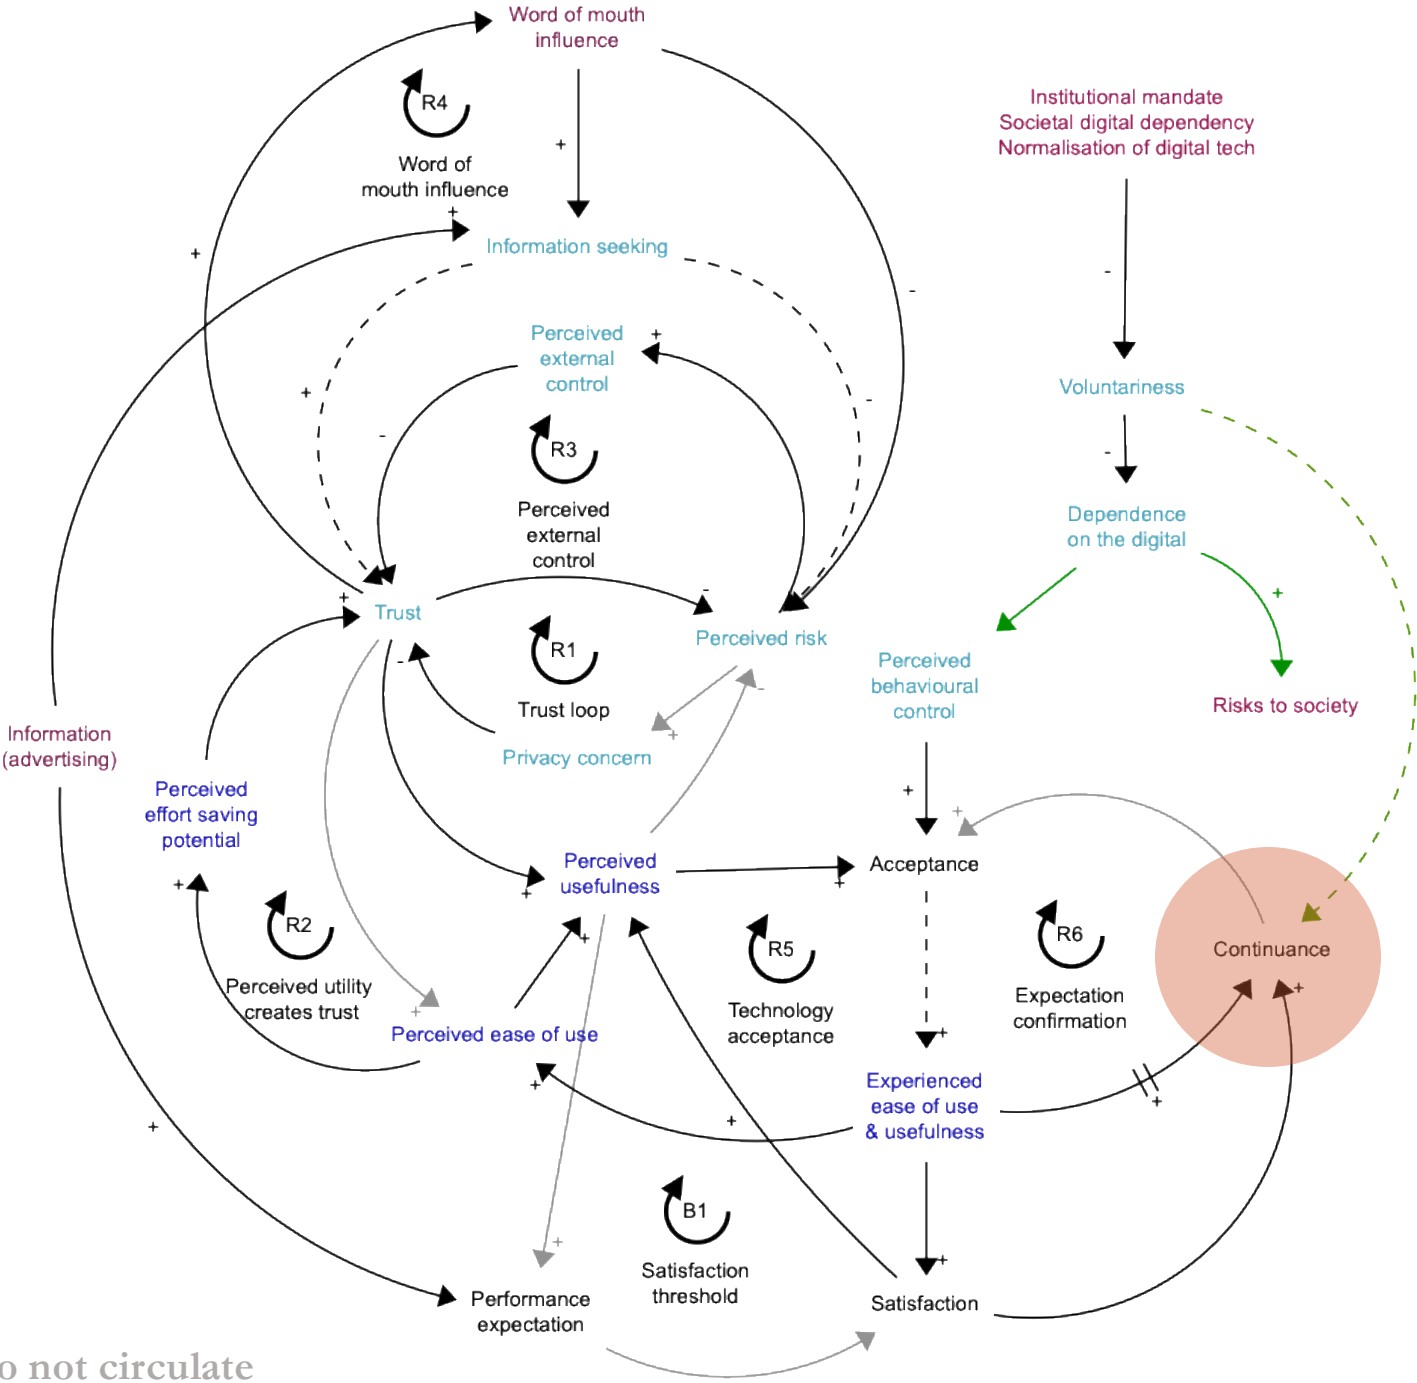 Word of mouth
influence
R4
Word of
mouth influence
+
+
+
Information seeking
Institutional mandate
Societal digital dependency
Normalisation of digital tech
-
-
Perceived
external
control
+
+
-
-
R3
Perceived
external
control
Voluntariness
-
Dependence
on the digital
+
Risks to society
+
Trust
-
-
R1
Trust loop
Perceived risk
-
+
Privacy concern
Perceived
behavioural
control
+
+
Acceptance
Information
(advertising)
Perceived
effort saving
potential
+
R2
Perceived utility
creates trust
Perceived
usefulness
+
+
+
+
Perceived ease of use
+
R5
Technology
acceptance
R6
Expectation
confirmation
Continuance
+
+
+
Experienced
ease of use
& usefulness
+
+
+
B1
Satisfaction
threshold
+
Performance
expectation
Satisfaction
o not circulate